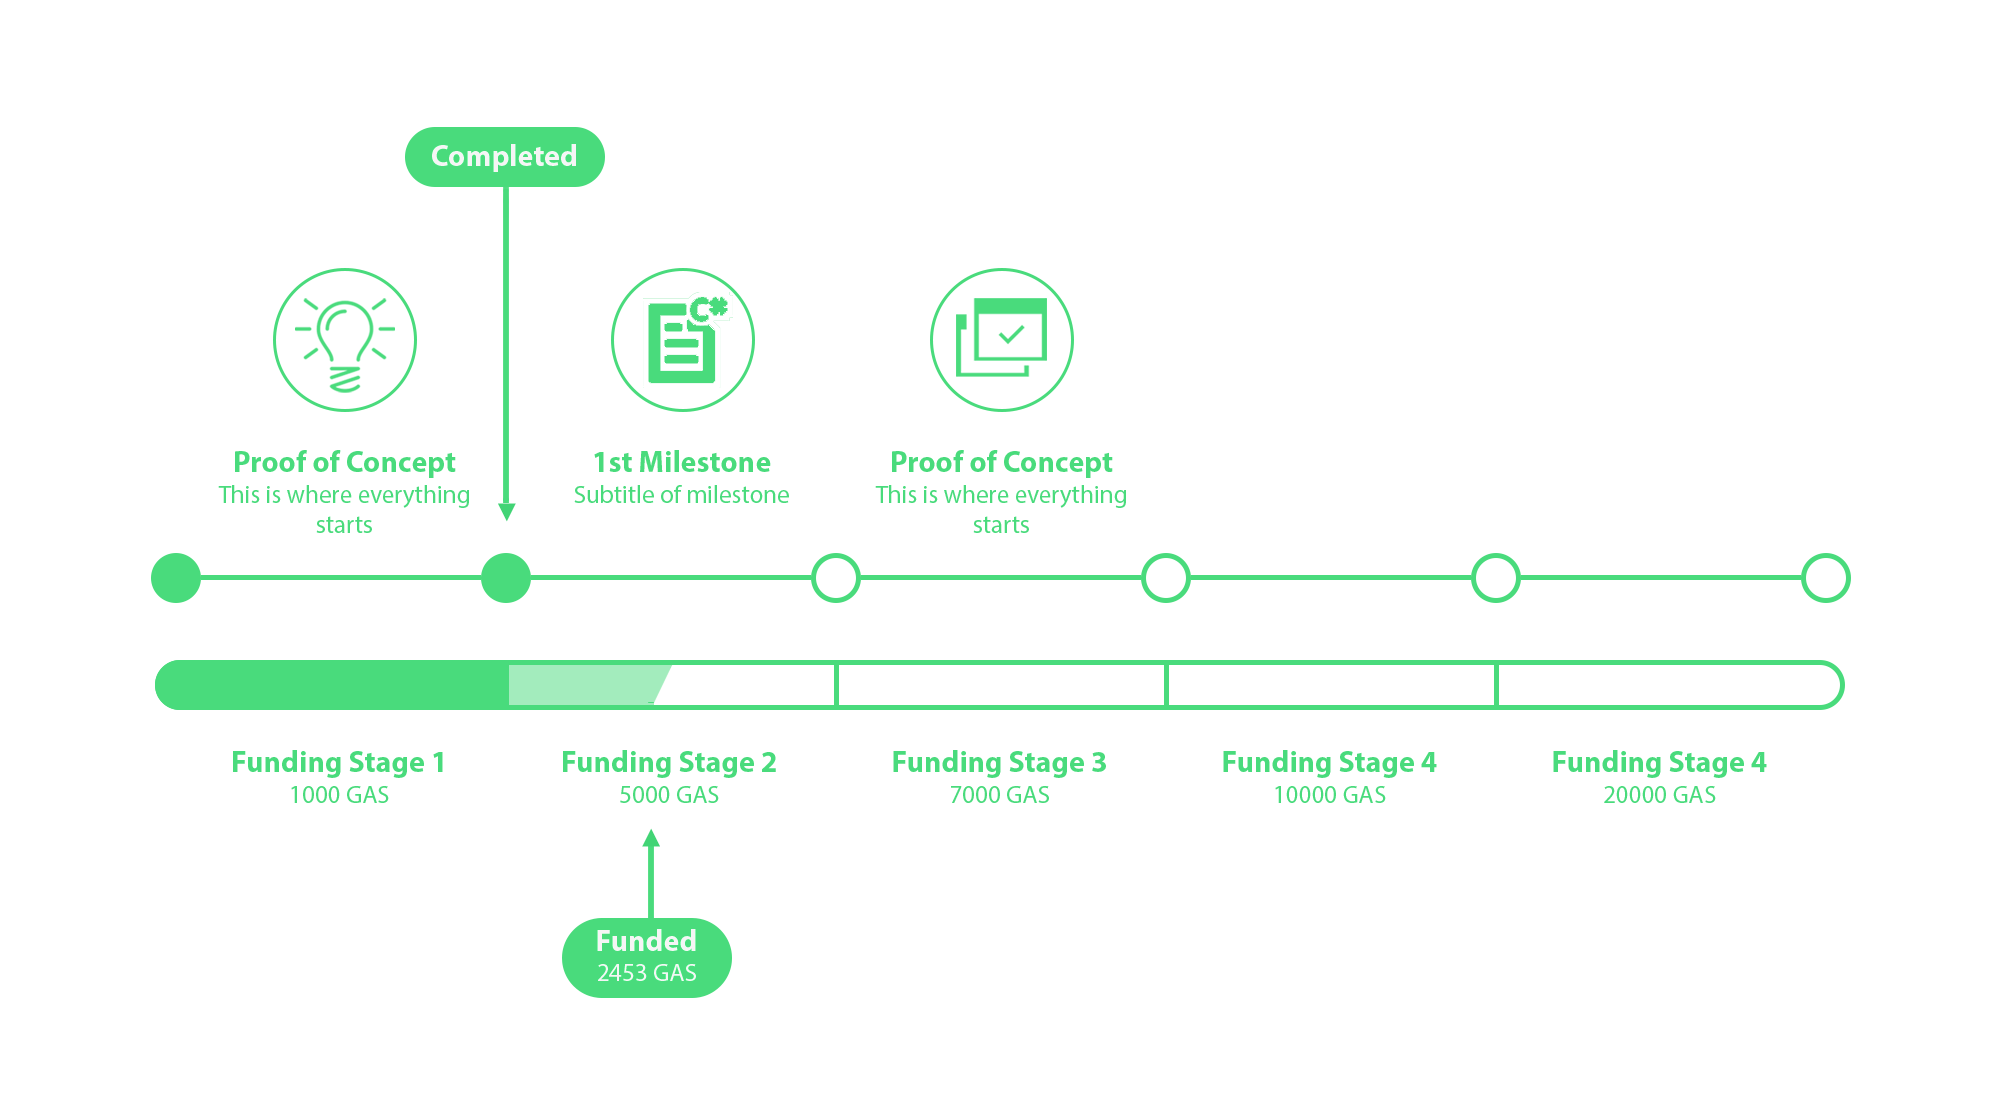 Completed
C#
Proof of Concept
This is where everything
starts
1st Milestone
Subtitle of milestone
Proof of Concept
This is where everything
starts
Funding Stage 1
1000 GAS
Funding Stage 2
5000 GAS
Funding Stage 3
7000 GAS
Funding Stage 4
10000 GAS
Funding Stage 4
20000 GAS
Funded
2453 GAS